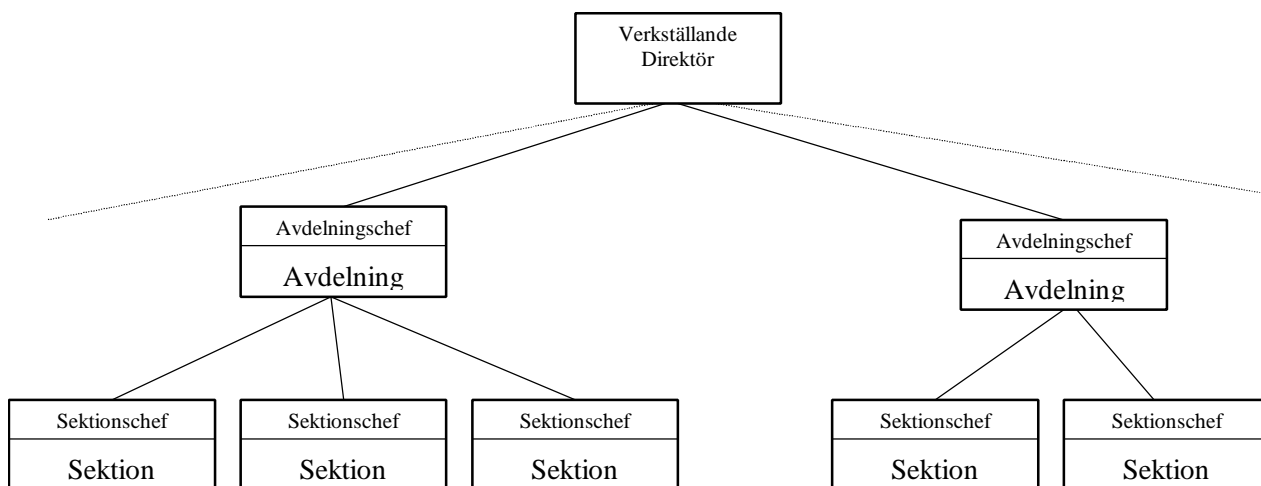 Verkställande
Direktör
Avdelningschef
Avdelning
Avdelningschef
Avdelning
Sektionschef
Sektion
Sektionschef
Sektion
Sektionschef
Sektion
Sektionschef
Sektion
Sektionschef
Sektion